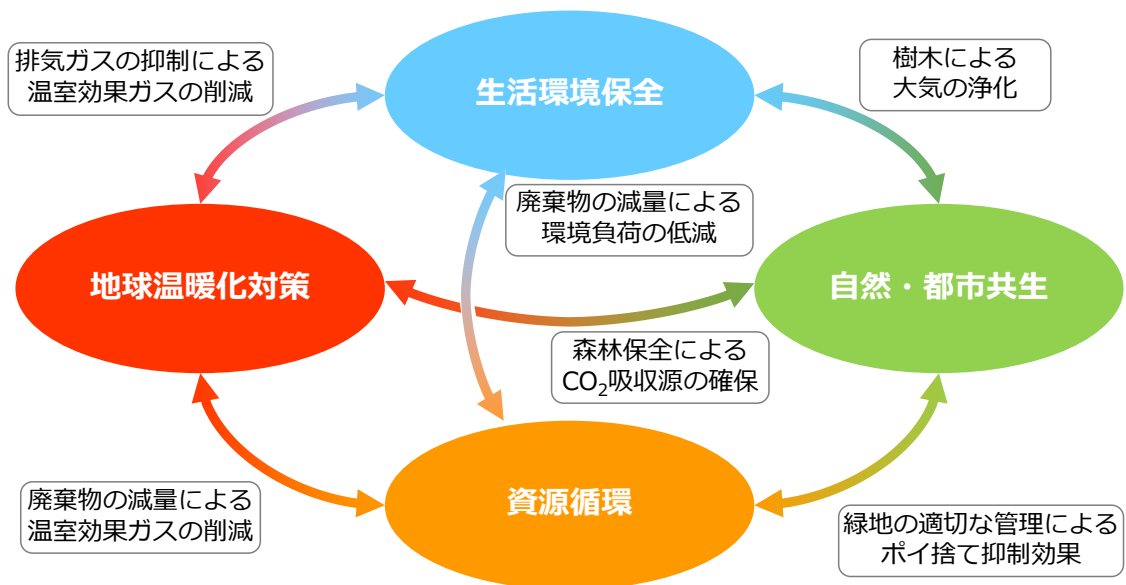 排気ガスの抑制による
温室効果ガスの削減
生活環境保全
樹木による
大気の浄化
廃棄物の減量による
環境負荷の低減
地球温暖化対策
自然・都市共生
森林保全による
CO₂吸収源の確保
廃棄物の減量による
温室効果ガスの削減
資源循環
緑地の適切な管理による
ポイ捨て抑制効果